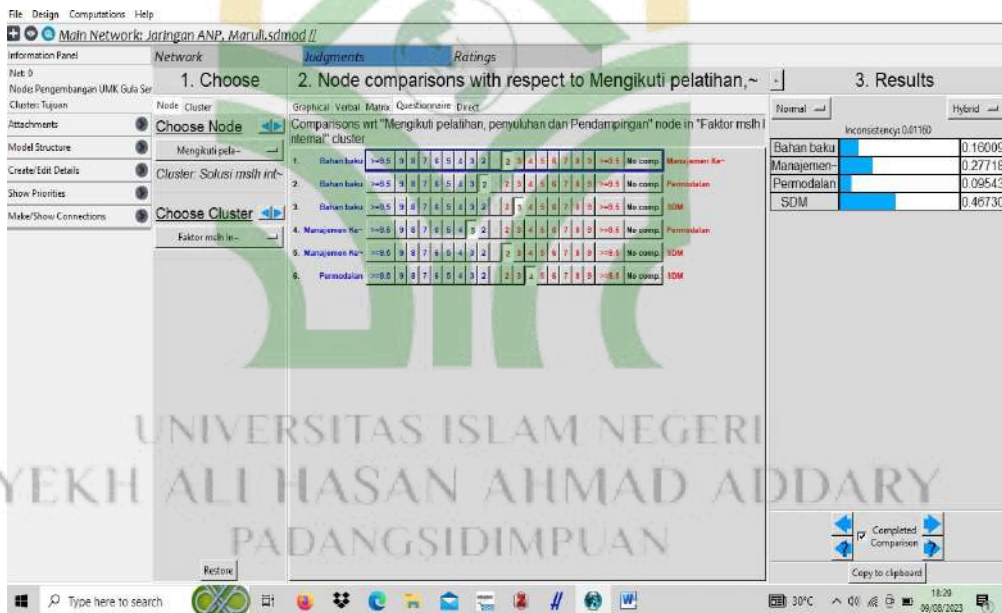 File Design Computations Help
Main Network: Jaringan ANP, Maruli.sdmod //
Information Panel
Net: 0
Node: Pengembangan UMK Gula Ser
Cluster: Tujuan
Attachments
Model Structure
Create/Edit Details
Show Priorities
Make/Show Connections
Network
Judgments
Ratings
1. Choose
Node Cluster
Choose Node
Mengikuti pela~
Cluster: Solusi mslh int~
Choose Cluster
Faktor mslh in~
Restore
2. Node comparisons with respect to Mengikuti pelatihan,~
Graphical Verbal Matrix Questionnaire Direct
Comparisons wrt "Mengikuti pelatihan, penyuluhan dan Pendampingan" node in "Faktor mslh I
nternal" cluster
1. Bahan baku >=9.5 9 8 7 6 5 4 3 2 2 3 4 5 6 7 8 9 >=9.5 No comp. Manajemen Ke~
2. Bahan baku >=9.5 9 8 7 6 5 4 3 2 2 3 4 5 6 7 8 9 >=9.5 No comp. Permodalan
3. Bahan baku >=9.5 9 8 7 6 5 4 3 2 2 3 4 5 6 7 8 9 >=9.5 No comp. SDM
4. Manajemen Ke~ >=9.5 9 8 7 6 5 4 3 2 2 3 4 5 6 7 8 9 >=9.5 No comp. Permodalan
5. Manajemen Ke~ >=9.5 9 8 7 6 5 4 3 2 2 3 4 5 6 7 8 9 >=9.5 No comp. SDM
6. Permodalan >=9.5 9 8 7 6 5 4 3 2 2 3 4 5 6 7 8 9 >=9.5 No comp. SDM
3. Results
Normal Hybrid
Inconsistency: 0.01160
Bahan baku 0.16009
Manajemen~ 0.27718
Permodalan 0.09543
SDM 0.46730
Completed
Comparison
Copy to clipboard
UNIVERSITAS ISLAM NEGERI
YEKH ALI HASAN AHMAD ADDARY
PADANGSIDIMPUAN
Type here to search
30°C
18:29
09/08/2023